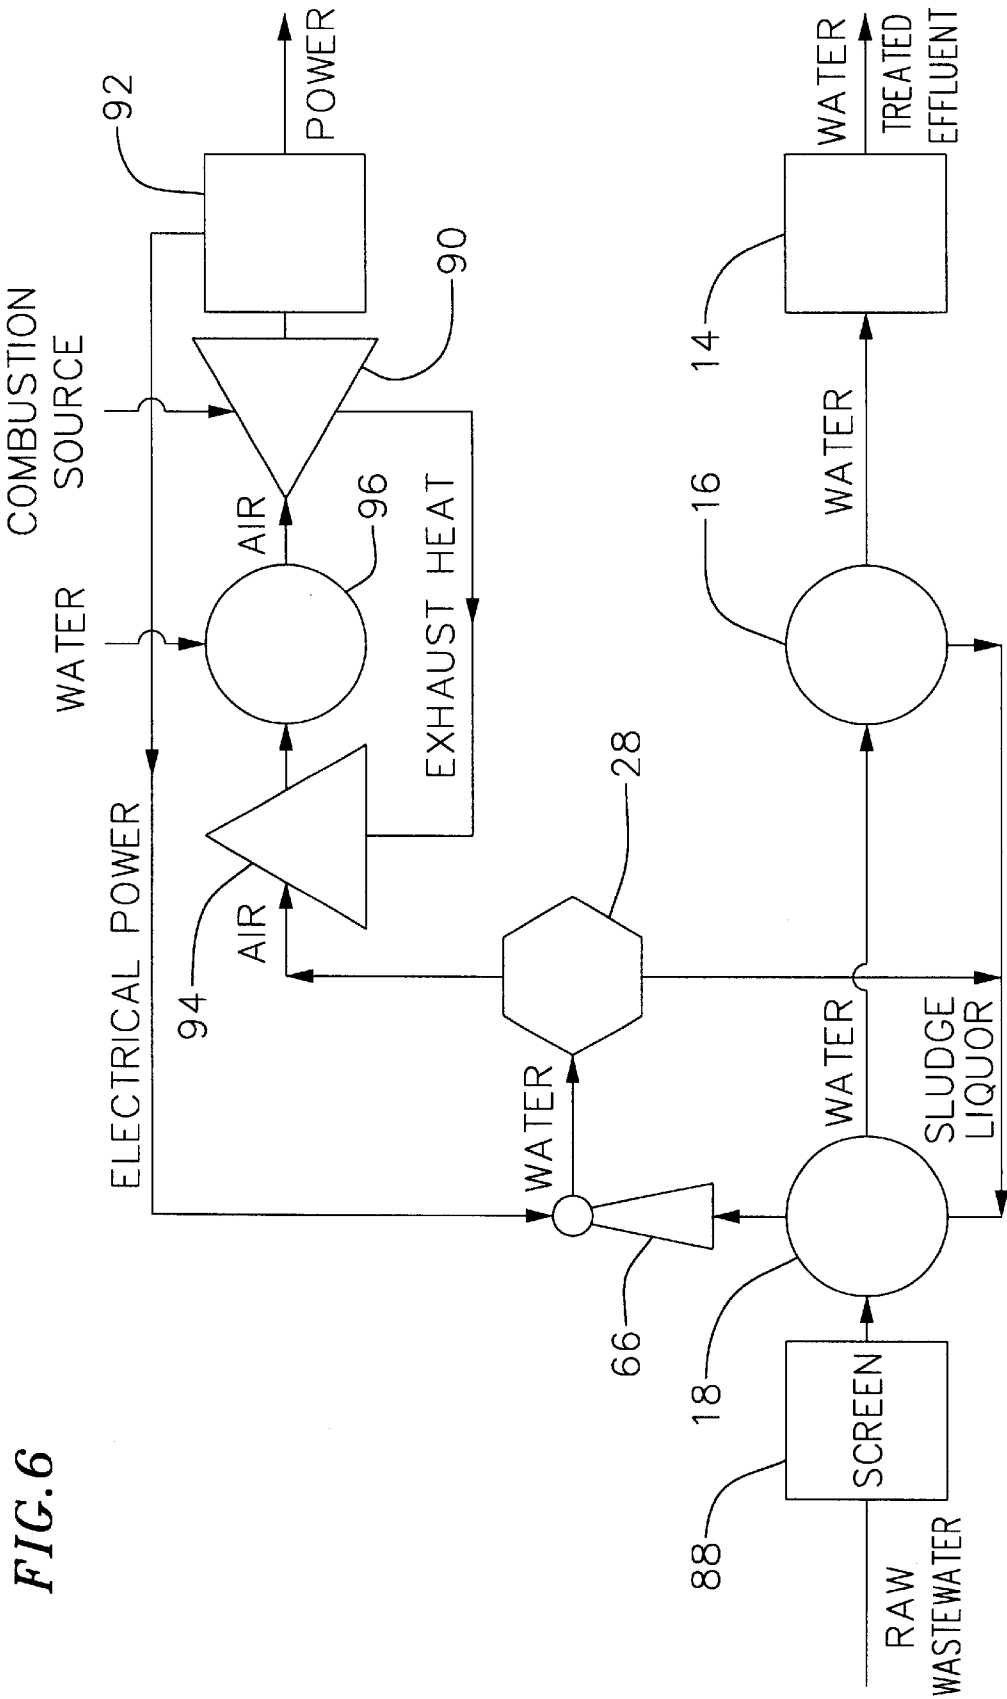 FIG.6
COMBUSTION
SOURCE
WATER
ELECTRICAL POWER
92
POWER
90
AIR
96
EXHAUST HEAT
94
AIR
28
WATER
66
14
WATER
TREATED
EFFLUENT
16
WATER
WATER
SLUDGE
LIQUOR
18
88
SCREEN
RAW
WASTEWATER